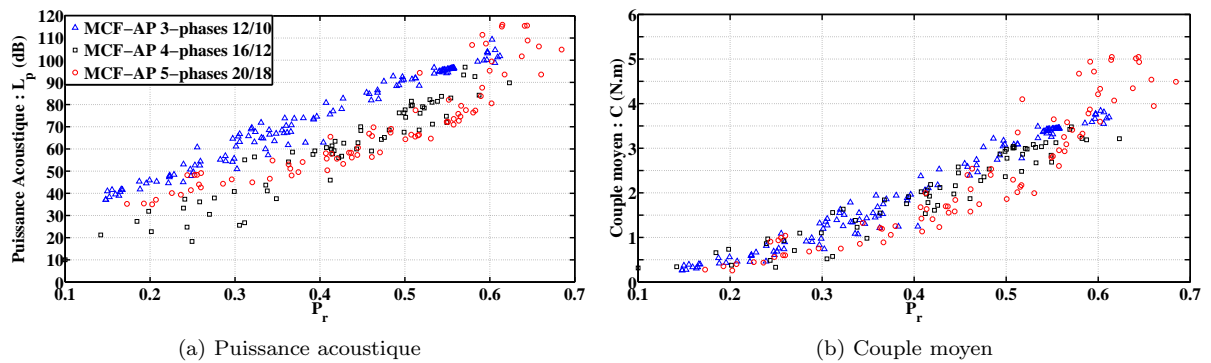 Puissance Acoustique : L_p (dB)
120
110
100
90
80
70
60
50
40
30
20
10
0
MCF-AP 3-phases 12/10
MCF-AP 4-phases 16/12
MCF-AP 5-phases 20/18
0.1 0.2 0.3 0.4 0.5 0.6 0.7
P_r
(a) Puissance acoustique
Couple moyen : C (N.m)
6
5
4
3
2
1
0
0.1 0.2 0.3 0.4 0.5 0.6 0.7
P_r
(b) Couple moyen